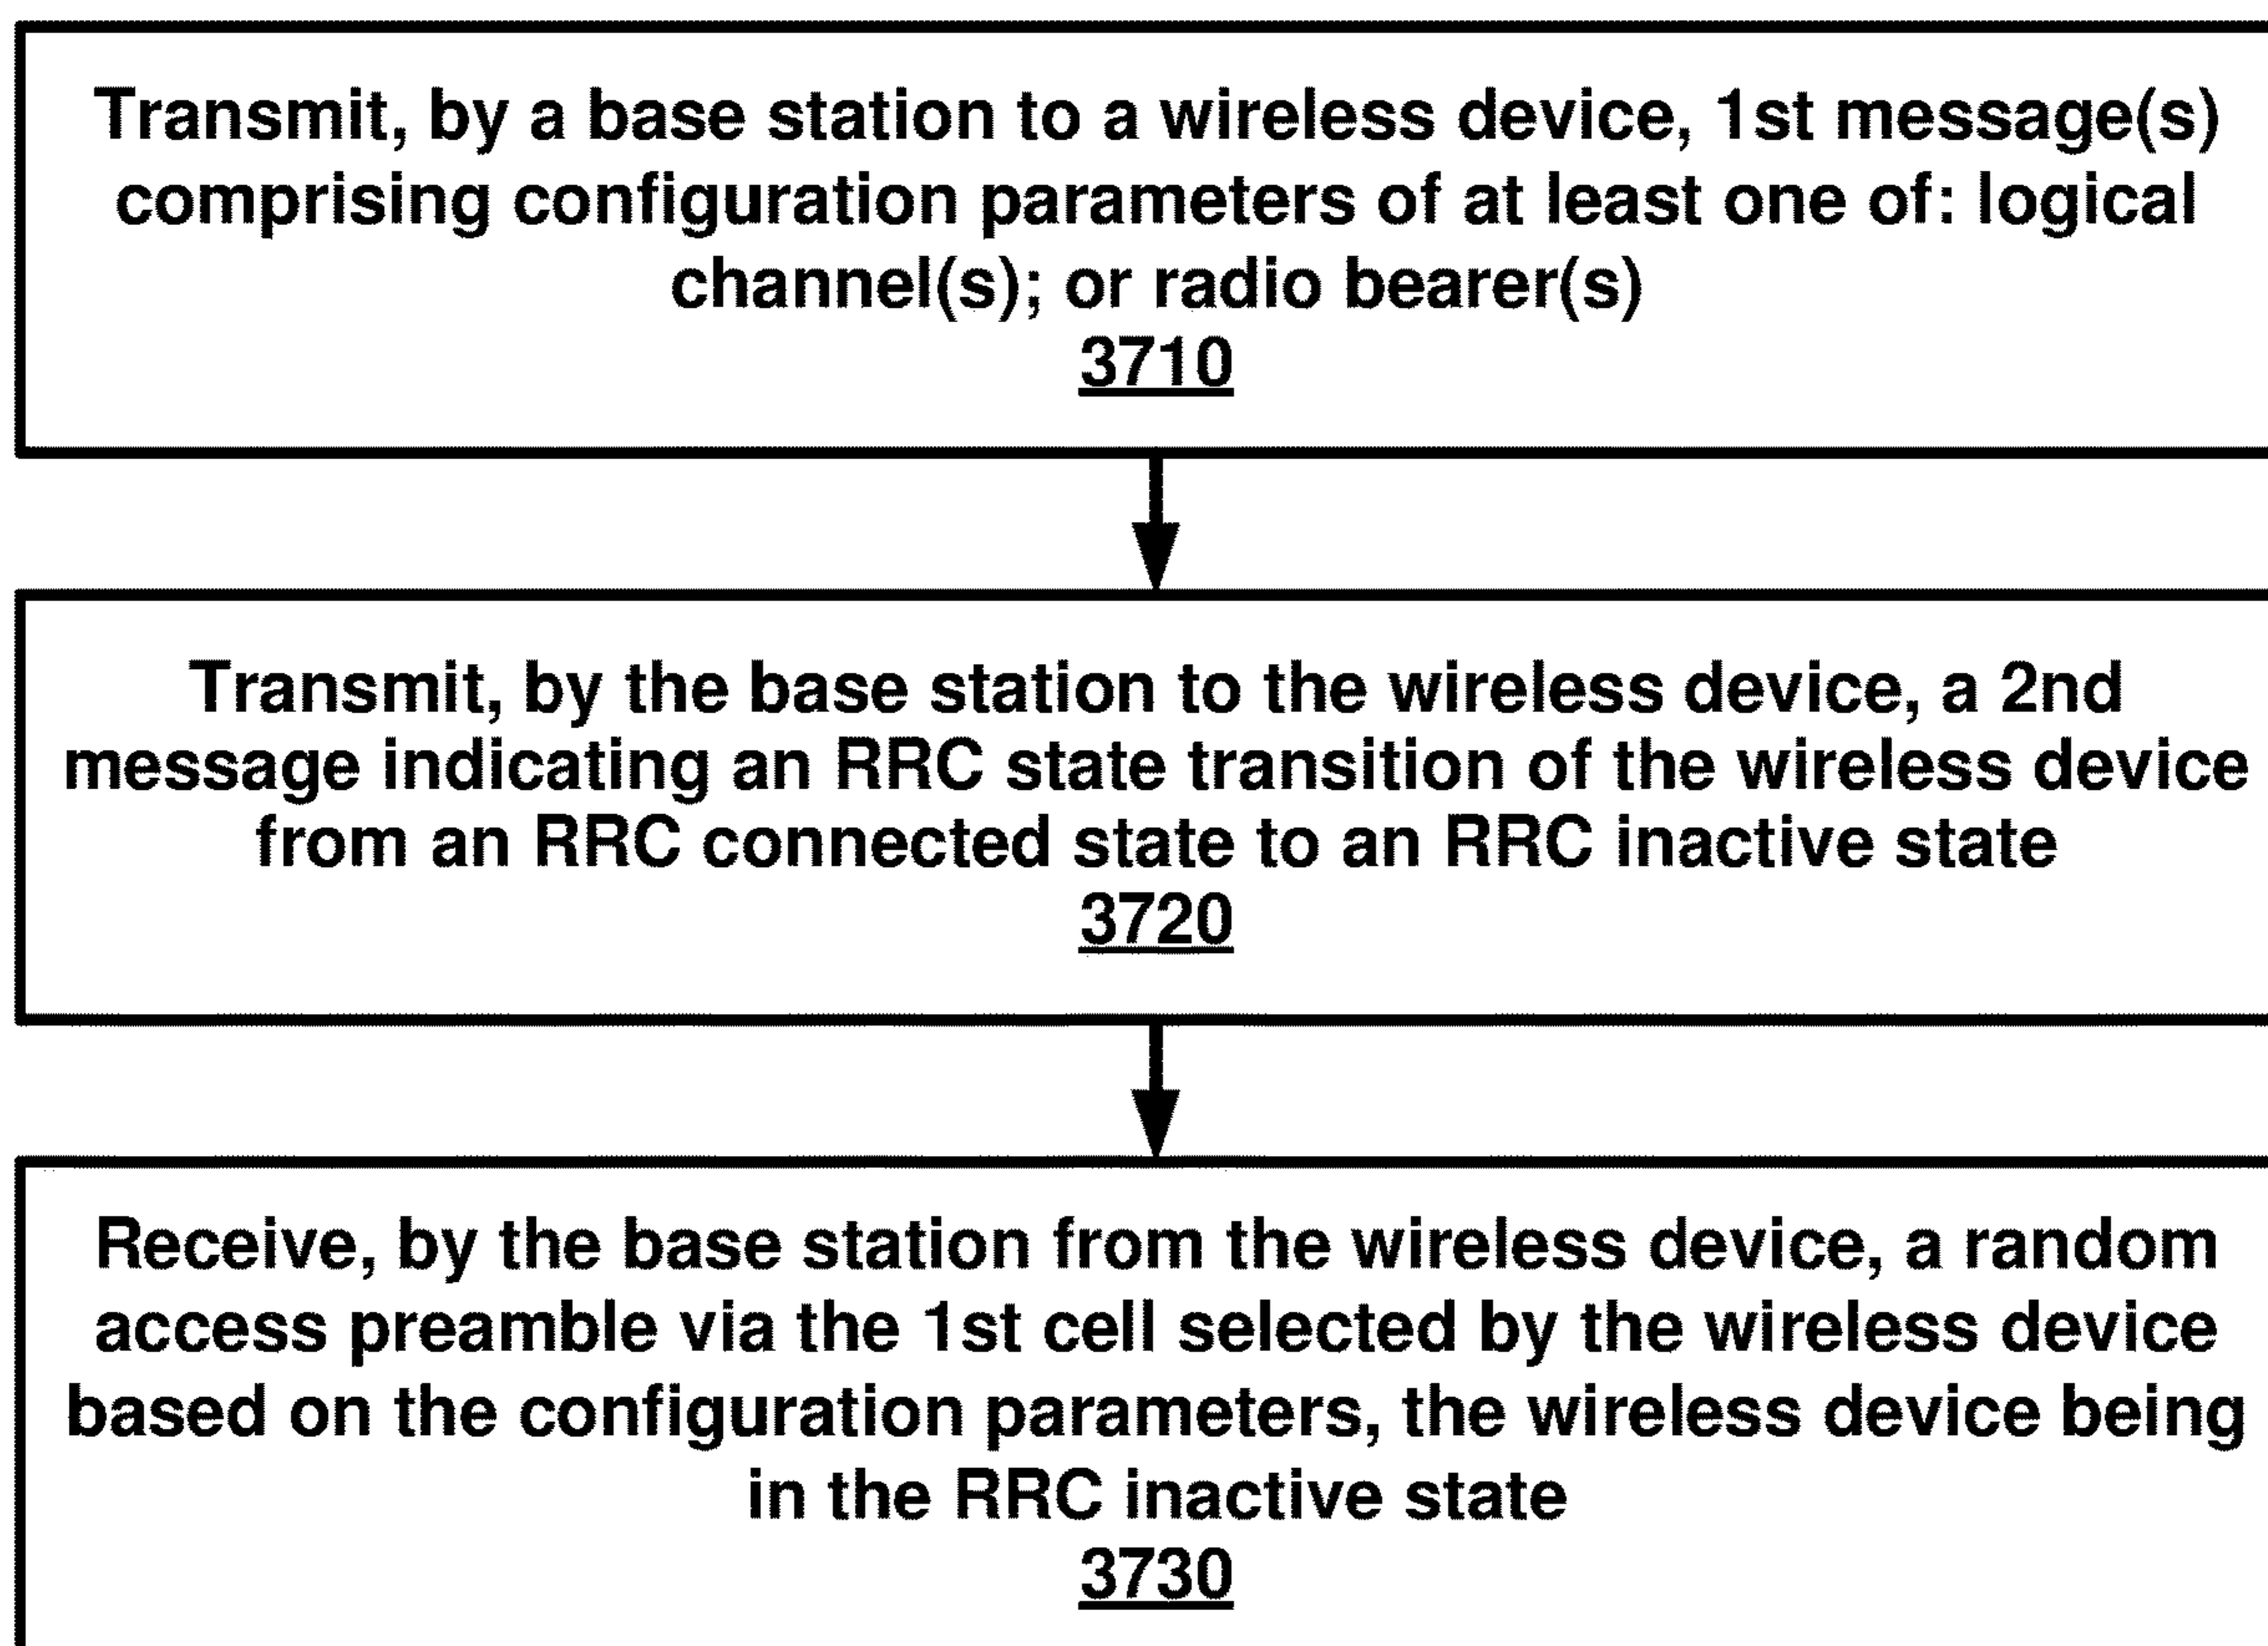 Transmit, by a base station to a wireless device, 1st message(s)
comprising configuration parameters of at least one of: logical
channel(s); or radio bearer(s)
3710
Transmit, by the base station to the wireless device, a 2nd
message indicating an RRC state transition of the wireless device
from an RRC connected state to an RRC inactive state
3720
Receive, by the base station from the wireless device, a random
access preamble via the 1st cell selected by the wireless device
based on the configuration parameters, the wireless device being
in the RRC inactive state
3730